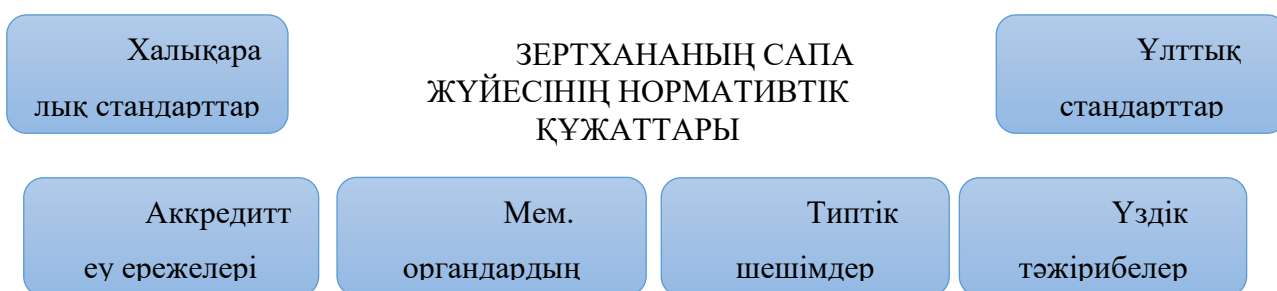 Халықара
лық стандарттар
ЗЕРТХАНАНЫҢ САПА
ЖҮЙЕСІНІҢ НОРМАТИВТІК
ҚҰЖАТТАРЫ
Ұлттық
стандарттар
Аккредитт
еу ережелері
Мем.
органдардың
Типтік
шешімдер
Үздік
тәжірибелер